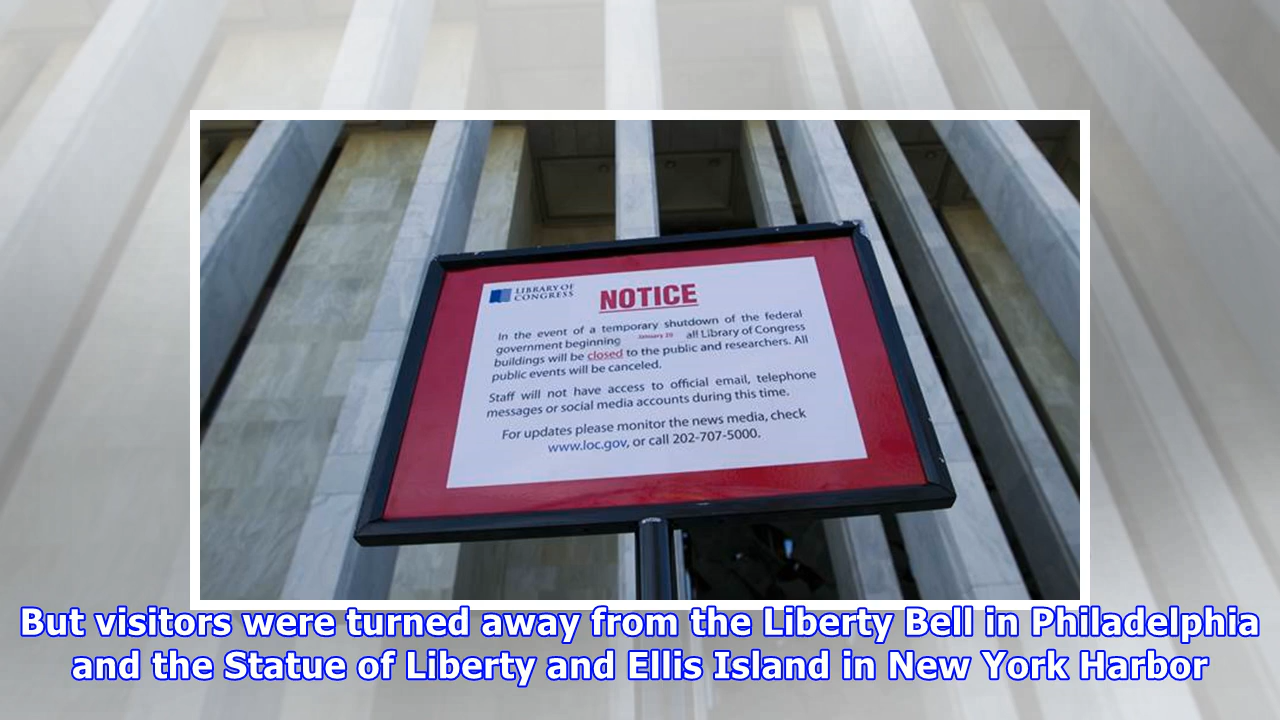 LIBRARY OF
CONGRESS
NOTICE
In the event of a temporary shutdown of the federal
government beginning January 20 all Library of Congress
buildings will be closed to the public and researchers. All
public events will be canceled.
Staff will not have access to official email, telephone
messages or social media accounts during this time.
For updates please monitor the news media, check
www.loc.gov, or call 202-707-5000.
But visitors were turned away from the Liberty Bell in Philadelphia
and the Statue of Liberty and Ellis Island in New York Harbor